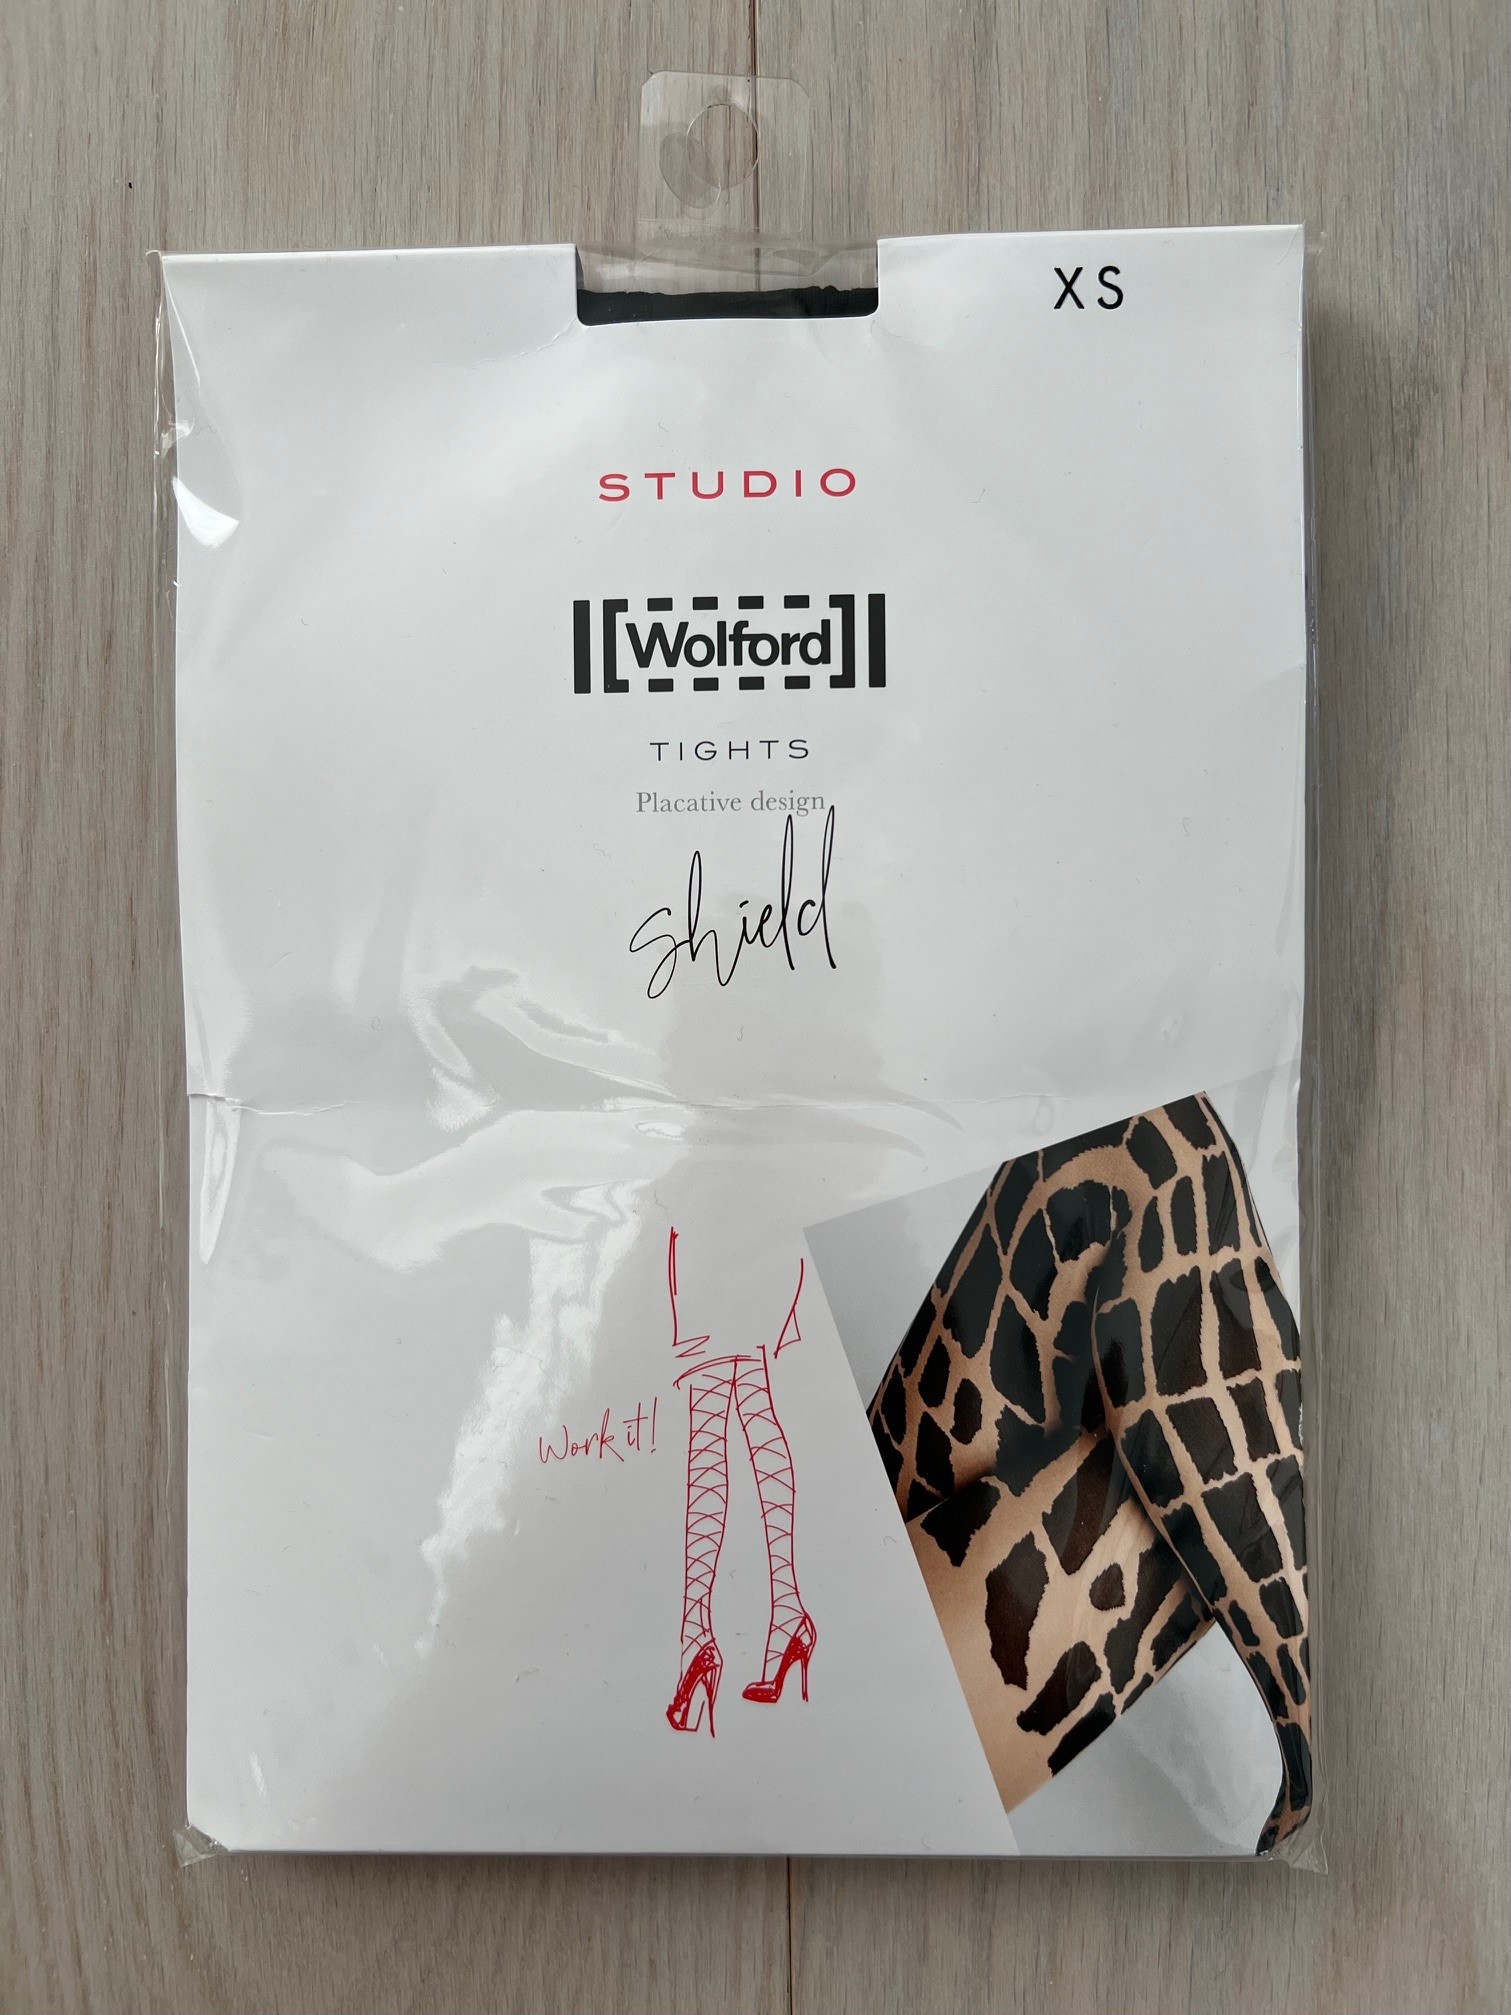 XS
STUDIO
Wolford
TIGHTS
Placative design
shield
Work it!